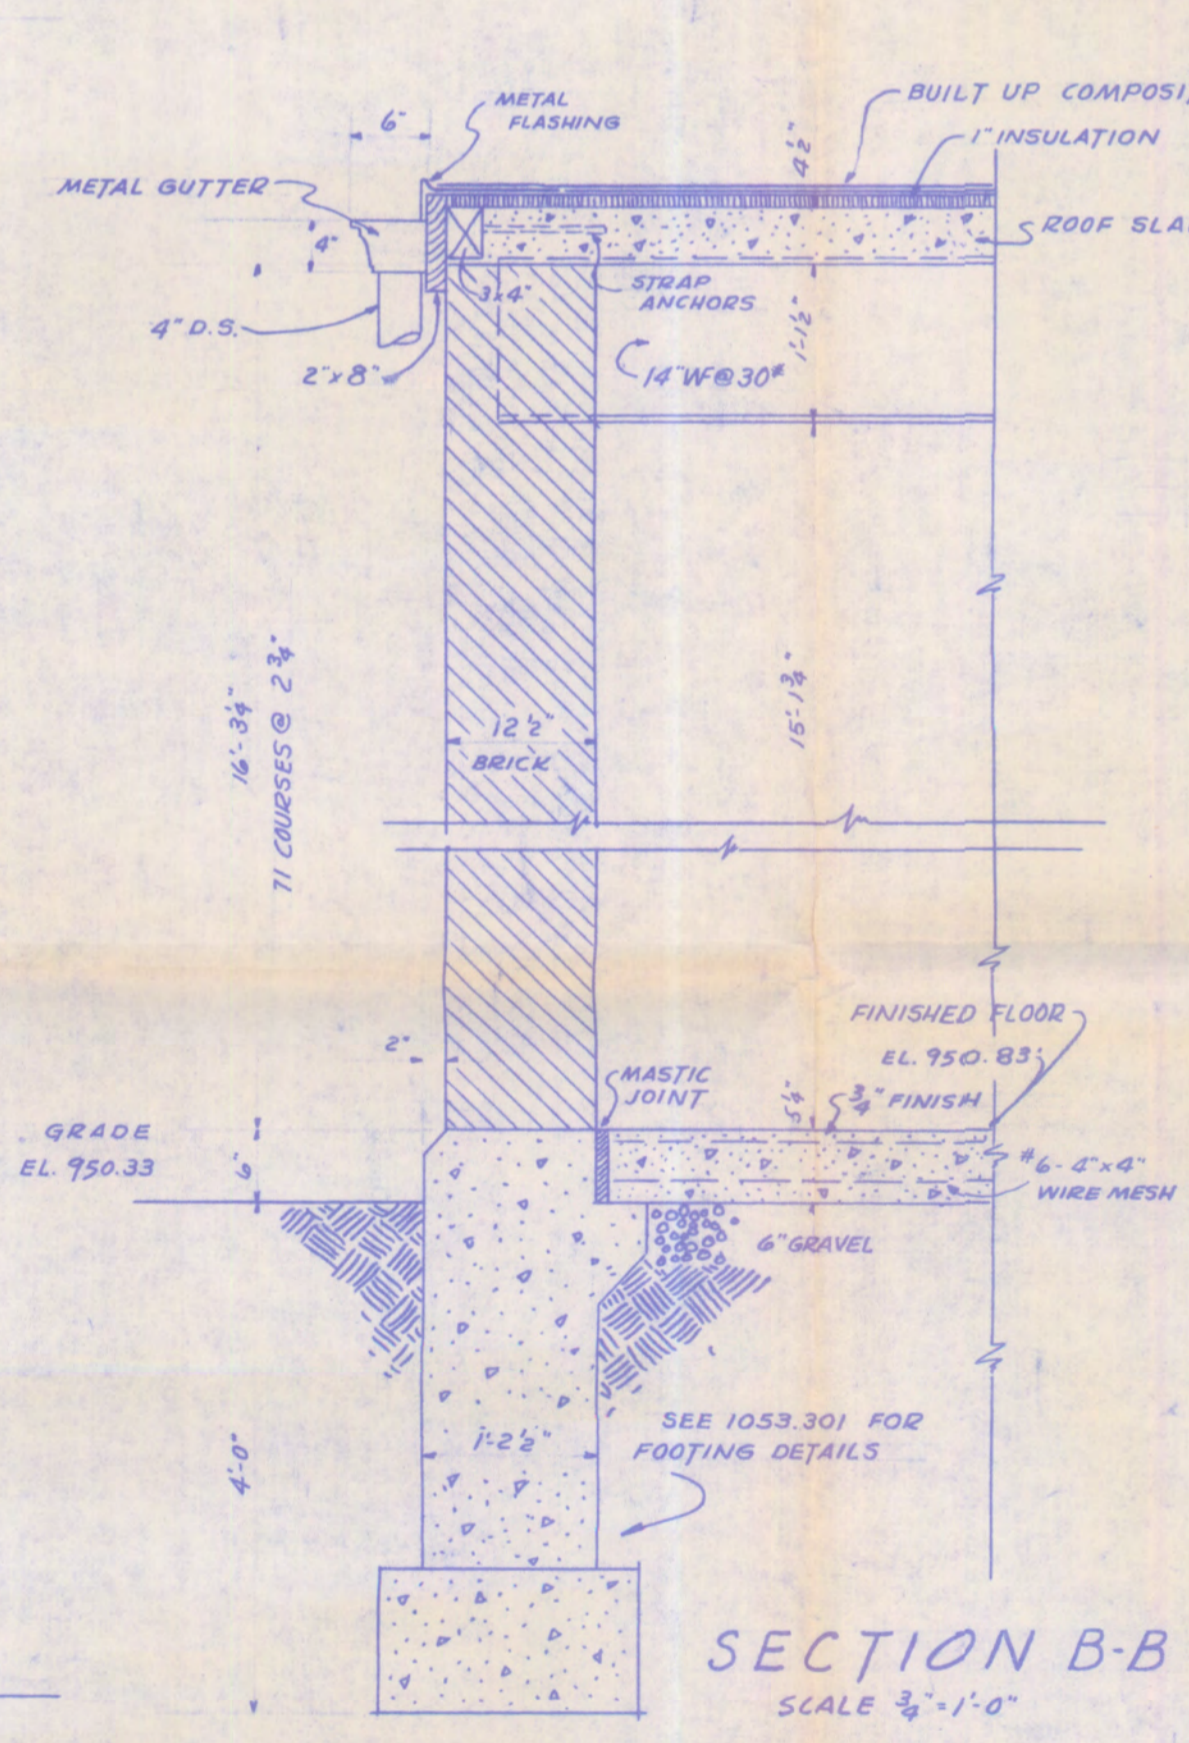 METAL
FLASHING
BUILT UP COMPOSI
6"
1" INSULATION
4½"
METAL GUTTER
4"
ROOF SLA
3x4"
STRAP
ANCHORS
4" D.S.
1'-1½"
2"x8"
14"WF@30#
16'-3¼"
71 COURSES @ 2¾"
15'-1¾"
12½"
BRICK
FINISHED FLOOR
EL. 950.83'
2"
MASTIC
JOINT
5¼"
¾" FINISH
GRADE
EL. 950.33
6"
#6-4"x4"
WIRE MESH
6" GRAVEL
SEE 1053.301 FOR
FOOTING DETAILS
1'-2½"
4'-0"
SECTION B-B
SCALE ¾"=1'-0"